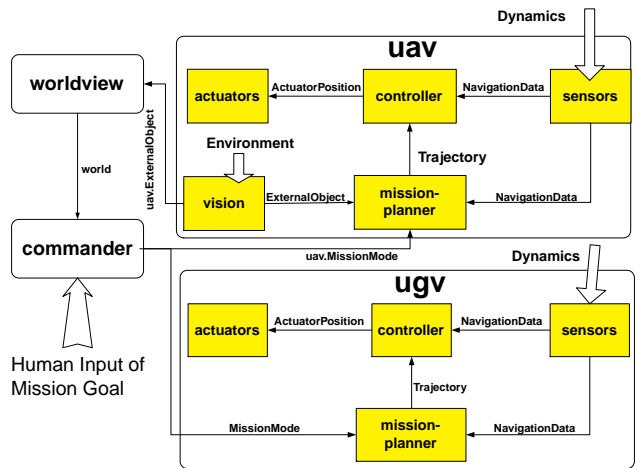 Dynamics
uav
worldview
actuators
ActuatorPosition
controller
NavigationData
sensors
uav.ExternalObject
Environment
world
Trajectory
vision
ExternalObject
mission-
planner
NavigationData
commander
uav.MissionMode
Dynamics
ugv
actuators
ActuatorPosition
controller
NavigationData
sensors
Human Input of
Mission Goal
Trajectory
MissionMode
mission-
planner
NavigationData